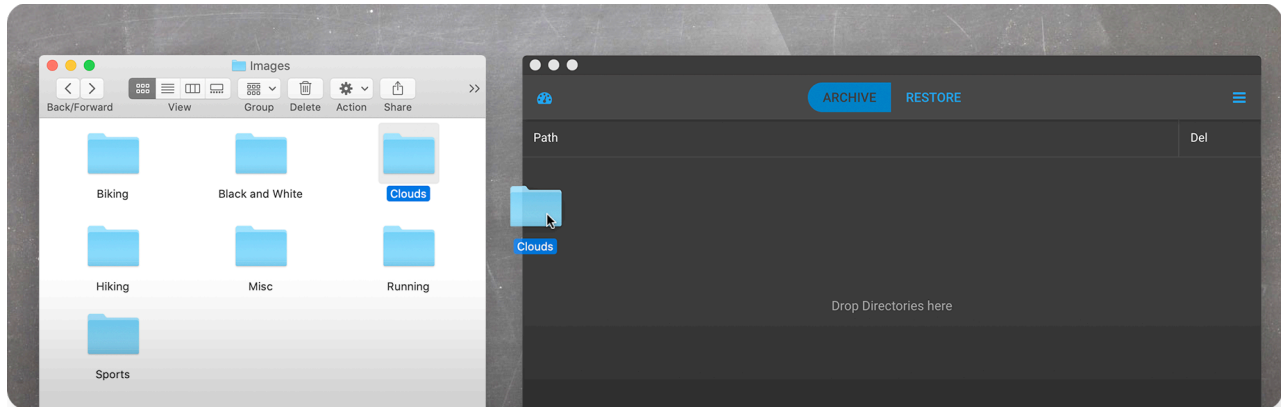 Images
Back/Forward View Group Delete Action Share
Biking Black and White Clouds
Hiking Misc Running
Sports
ARCHIVE RESTORE
Path Del
Clouds
Drop Directories here